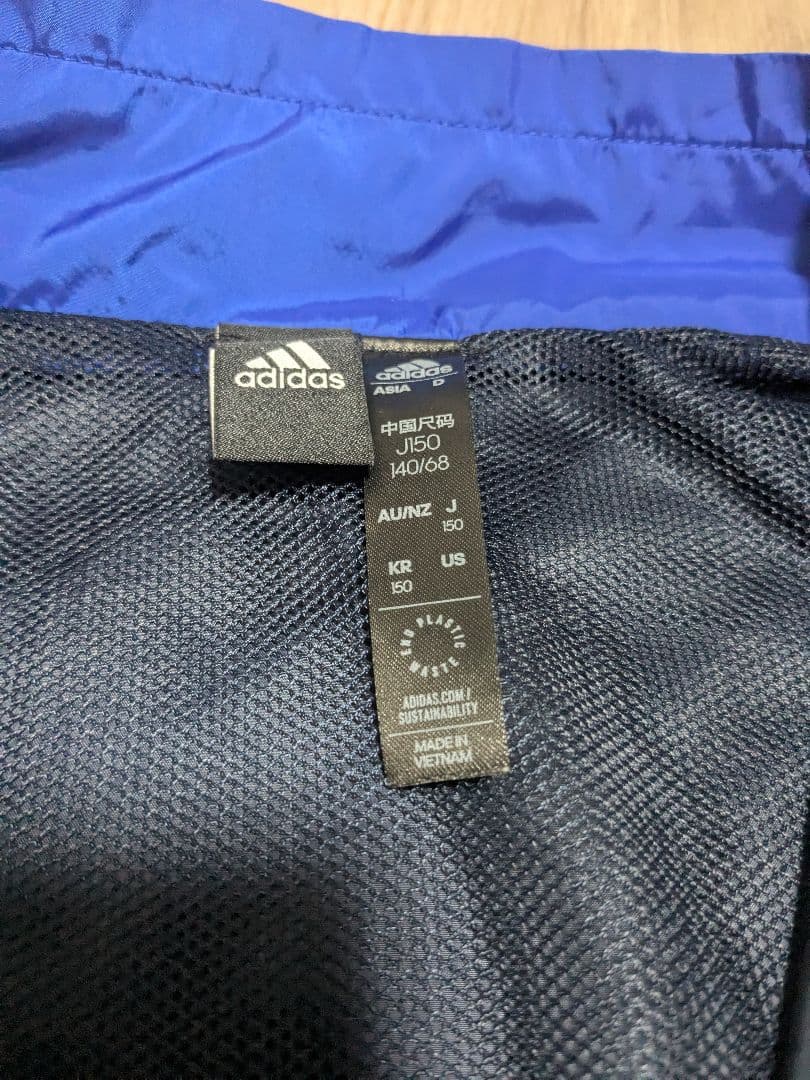 adidas
adidas
ASIA D
中国尺码
J150
140/68
AU/NZ J
150
KR US
150
END PLASTIC WASTE
ADIDAS.COM/
SUSTAINABILITY
MADE IN
VIETNAM